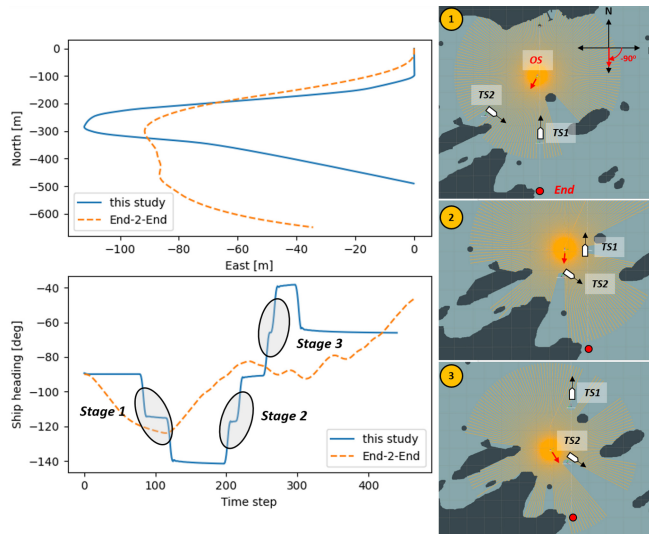 0
−100
−200
−300
−400
−500
−600
North [m]
this study
End-2-End
−100
−80
−60
−40
−20
0
East [m]
−40
−60
−80
−100
−120
−140
Ship heading [deg]
Stage 1
Stage 2
Stage 3
this study
End-2-End
0
100
200
300
400
Time step
1
N
-90°
OS
TS2
TS1
End
2
TS1
TS2
3
TS1
TS2